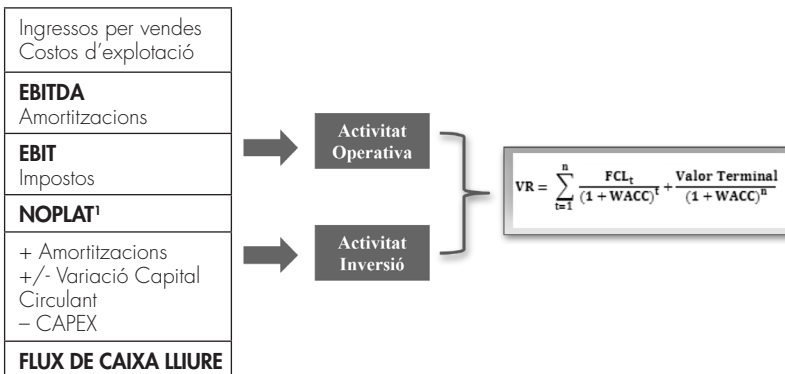 Ingressos per vendes
Costos d’explotació
EBITDA
Amortitzacions
EBIT
Impostos
NOPLAT¹
+ Amortitzacions
+/- Variació Capital
Circulant
– CAPEX
FLUX DE CAIXA LLIURE
Activitat
Operativa
Activitat
Inversió
VR = ∑_{t=1}^{n} FCL_t / (1 + WACC)^t + Valor Terminal / (1 + WACC)^n